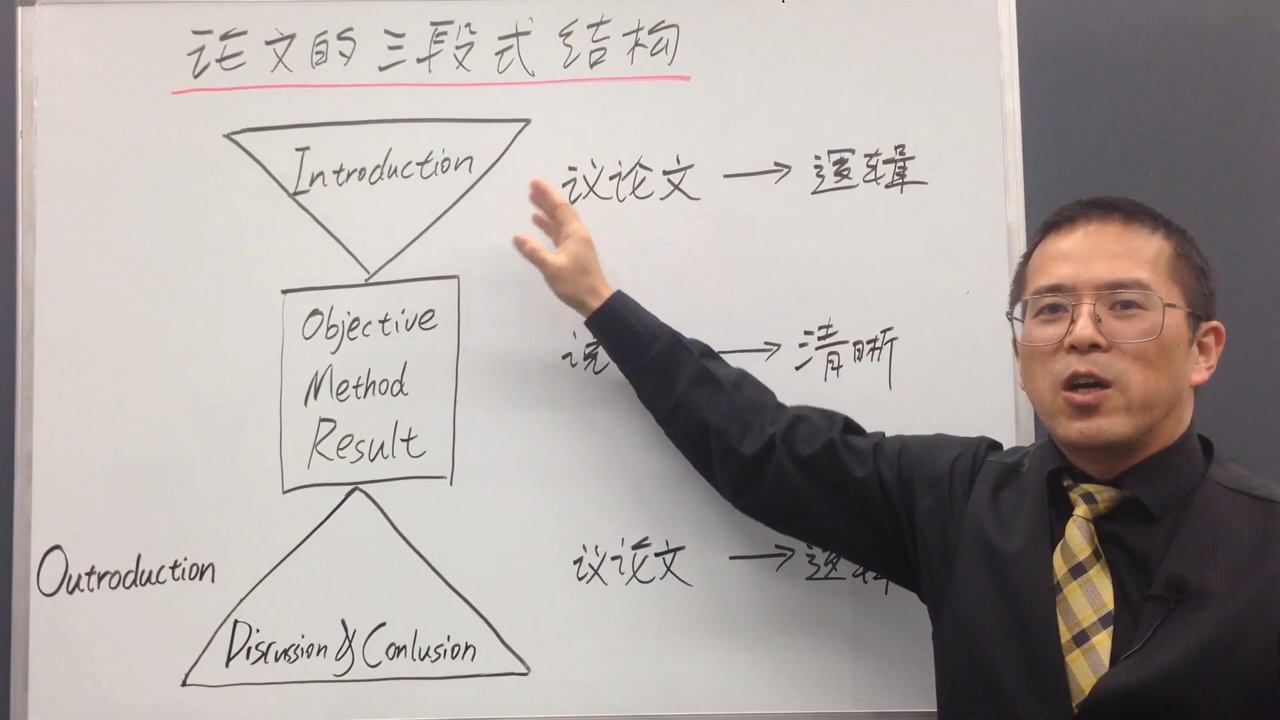 论文的三段式结构
Introduction
议论文 → 逻辑
Objective
Method
Result
说 → 清晰
Outroduction
议论文 →
Discussion & Conlusion